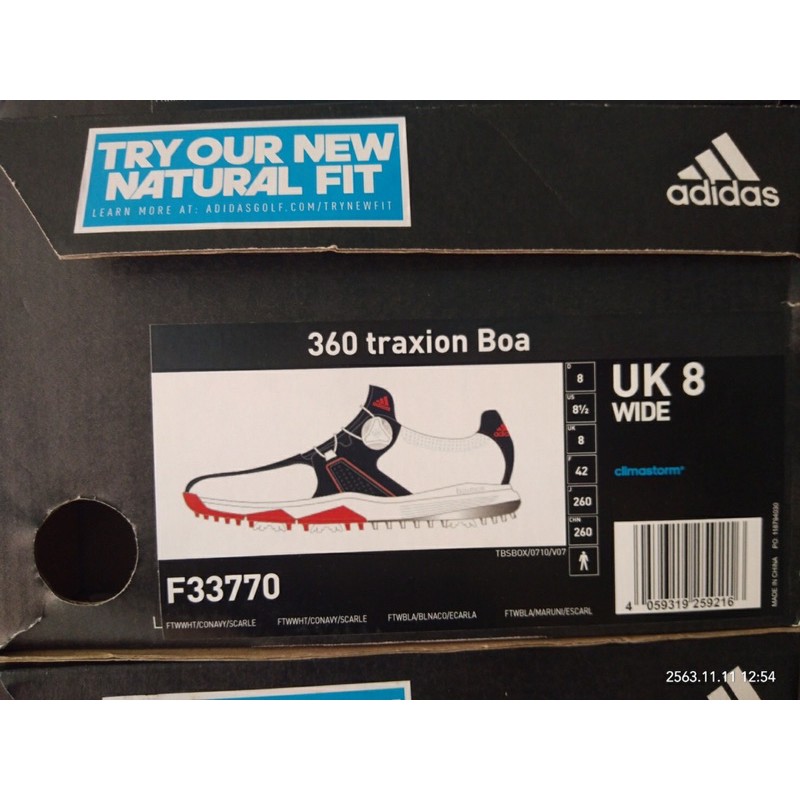 TRY OUR NEW
NATURAL FIT
LEARN MORE AT: ADIDASGOLF.COM/TRYNEWFIT
adidas
360 traxion Boa
D
8
US
8½
UK
8
F
42
J
260
CHN
260
UK 8
WIDE
climastorm®
TBSBOX/0710/V07
F33770
FTWWHT/CONAVY/SCARLE
FTWWHT/CONAVY/SCARLE
FTWBLA/BLNACO/ECARLA
FTWBLA/MARUNI/ESCARL
4 059319 259216
MADE IN CHINA PO 118794030
2563.11.11 12:54